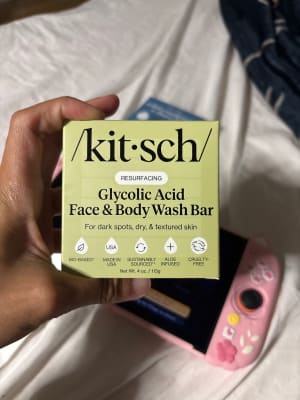 /kit·sch/
RESURFACING
Glycolic Acid
Face & Body Wash Bar
For dark spots, dry, & textured skin
USA
BIO-BASED* MADE IN USA SUSTAINABLY SOURCED** ALOE INFUSED CRUELTY-FREE
Net Wt. 4 oz. / 113g